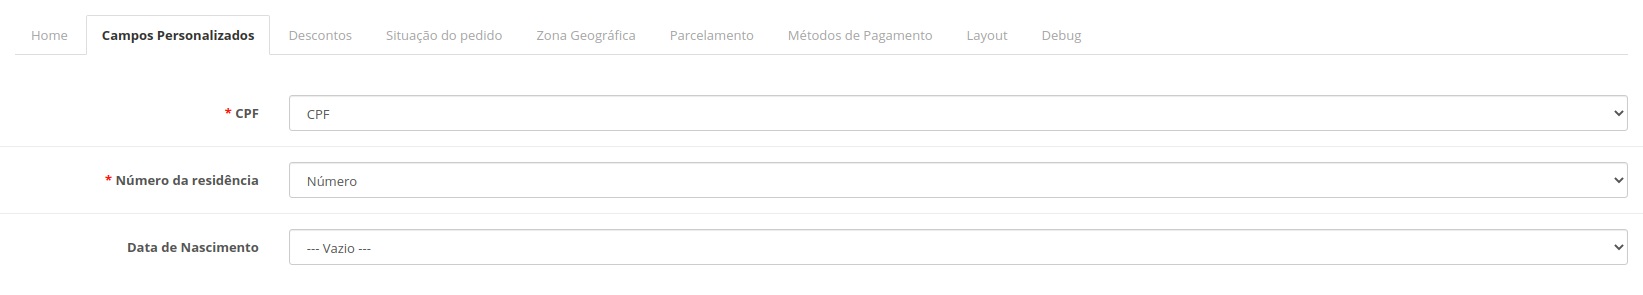 Home Campos Personalizados Descontos Situação do pedido Zona Geográfica Parcelamento Métodos de Pagamento Layout Debug
* CPF CPF
* Número da residência Número
Data de Nascimento --- Vazio ---